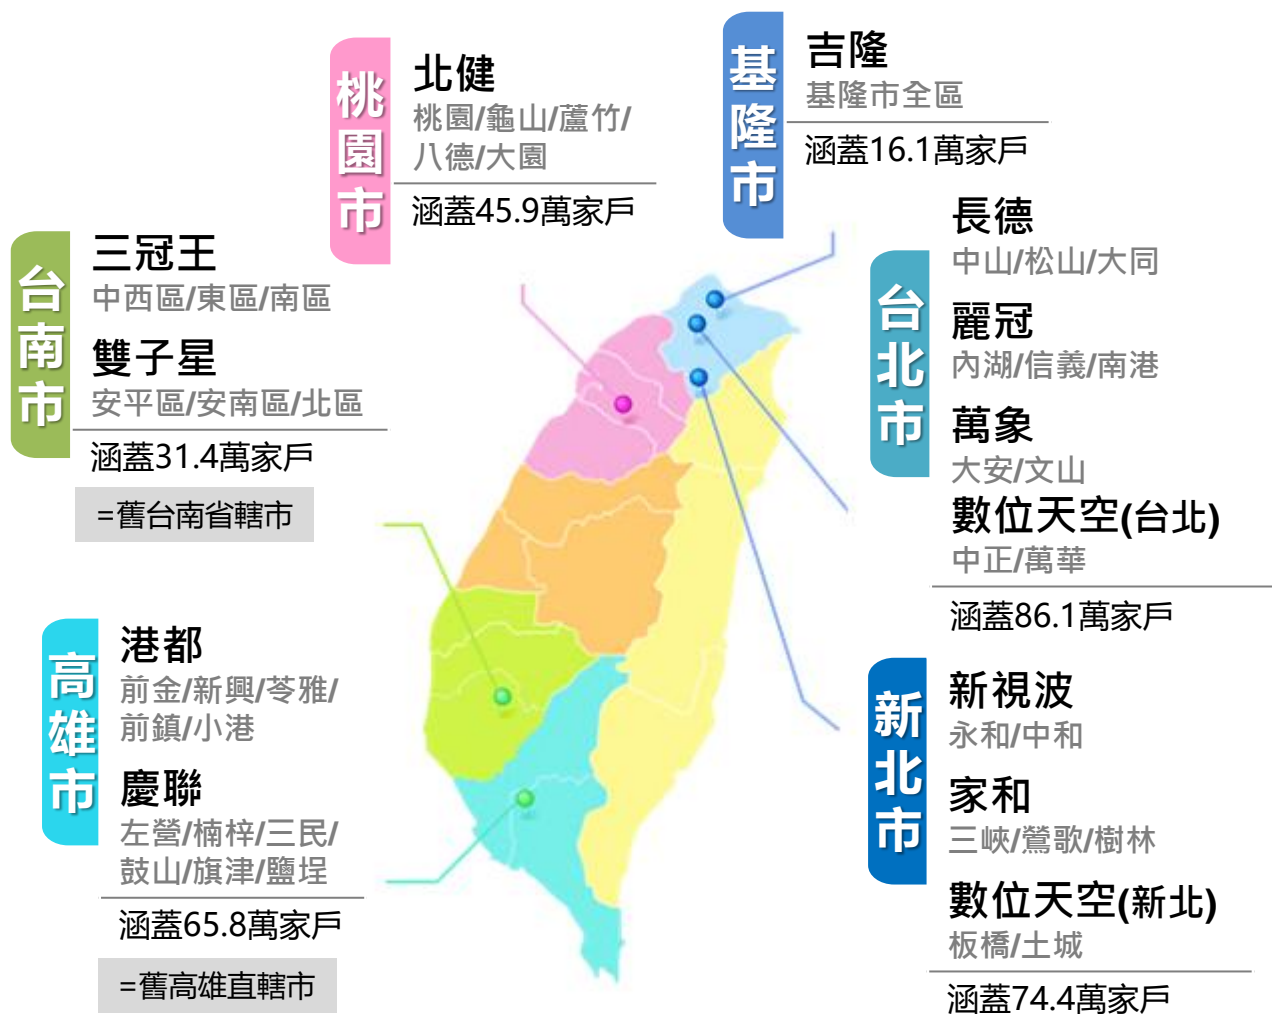 基隆市
吉隆
基隆市全區
涵蓋16.1萬家戶
桃園市
北健
桃園/龜山/蘆竹/
八德/大園
涵蓋45.9萬家戶
台北市
長德
中山/松山/大同
麗冠
內湖/信義/南港
萬象
大安/文山
數位天空(台北)
中正/萬華
涵蓋86.1萬家戶
台南市
三冠王
中西區/東區/南區
雙子星
安平區/安南區/北區
涵蓋31.4萬家戶
=舊台南省轄市
高雄市
港都
前金/新興/苓雅/
前鎮/小港
慶聯
左營/楠梓/三民/
鼓山/旗津/鹽埕
涵蓋65.8萬家戶
=舊高雄直轄市
新北市
新視波
永和/中和
家和
三峽/鶯歌/樹林
數位天空(新北)
板橋/土城
涵蓋74.4萬家戶